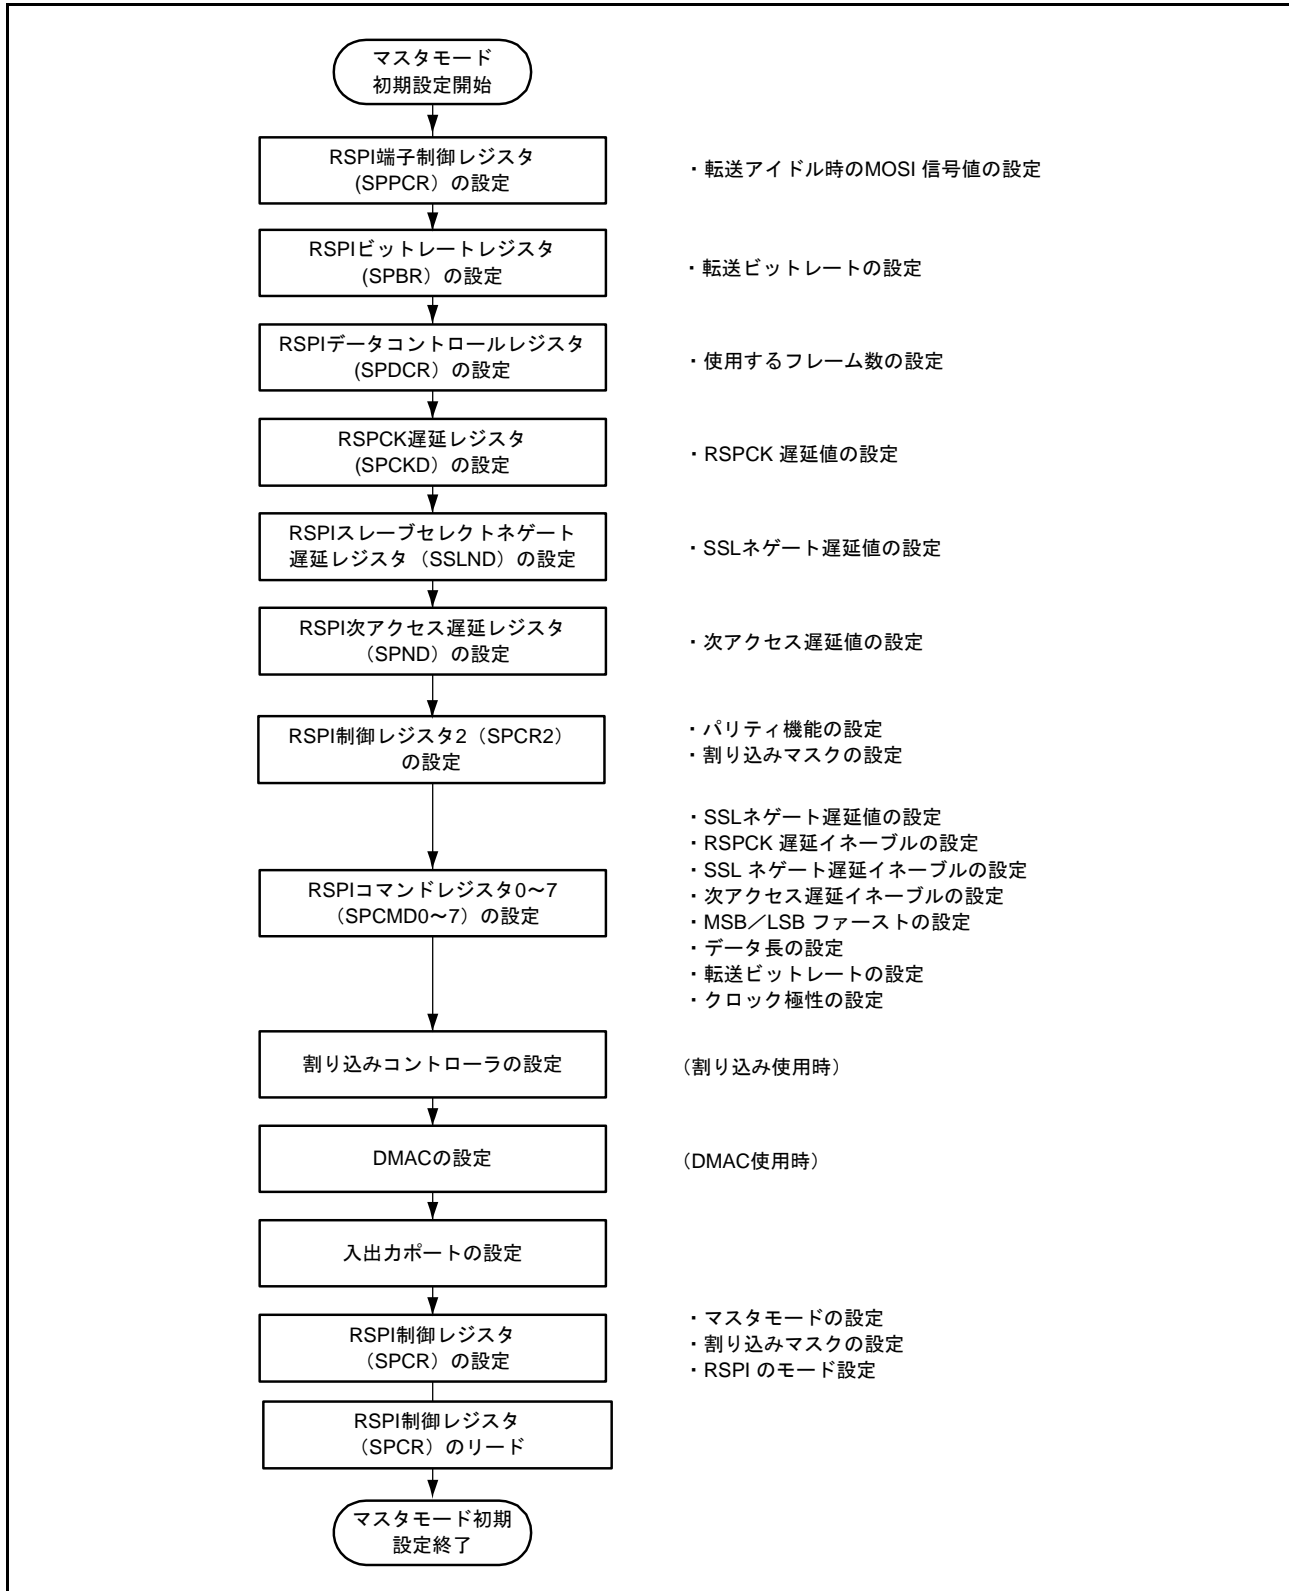 マスタモード
初期設定開始
RSPI端子制御レジスタ
(SPPCR）の設定
・転送アイドル時のMOSI 信号値の設定
RSPIビットレートレジスタ
(SPBR）の設定
・転送ビットレートの設定
RSPIデータコントロールレジスタ
(SPDCR）の設定
・使用するフレーム数の設定
RSPCK遅延レジスタ
(SPCKD）の設定
・RSPCK 遅延値の設定
RSPIスレーブセレクトネゲート
遅延レジスタ（SSLND）の設定
・SSLネゲート遅延値の設定
RSPI次アクセス遅延レジスタ
（SPND）の設定
・次アクセス遅延値の設定
RSPI制御レジスタ2（SPCR2）
の設定
・パリティ機能の設定
・割り込みマスクの設定
RSPIコマンドレジスタ0～7
（SPCMD0～7）の設定
・SSLネゲート遅延値の設定
・RSPCK 遅延イネーブルの設定
・SSL ネゲート遅延イネーブルの設定
・次アクセス遅延イネーブルの設定
・MSB／LSB ファーストの設定
・データ長の設定
・転送ビットレートの設定
・クロック極性の設定
割り込みコントローラの設定
（割り込み使用時）
DMACの設定
（DMAC使用時）
入出力ポートの設定
RSPI制御レジスタ
（SPCR）の設定
・マスタモードの設定
・割り込みマスクの設定
・RSPI のモード設定
RSPI制御レジスタ
（SPCR）のリード
マスタモード初期
設定終了